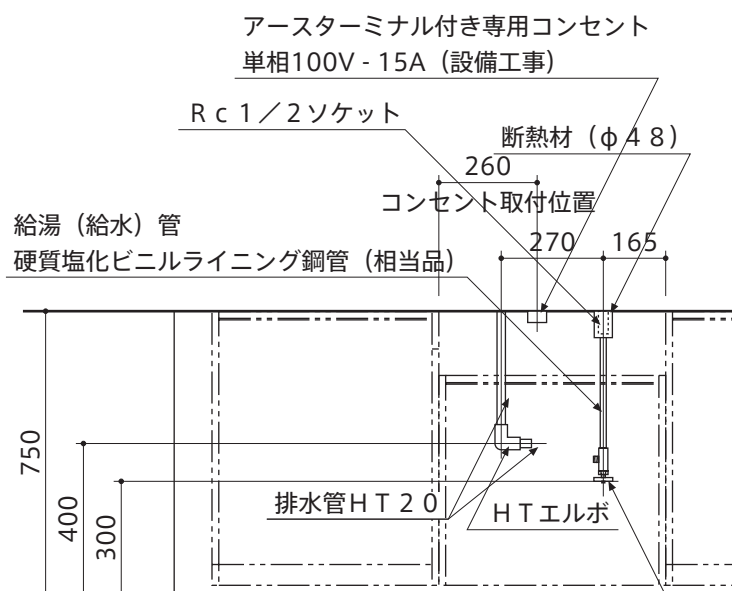 アースターミナル付き専用コンセント
単相100V - 15A（設備工事）
Ｒｃ１／２ソケット
断熱材（φ４８）
260
コンセント取付位置
給湯（給水）管
270
165
硬質塩化ビニルライニング鋼管（相当品）
750
400
300
排水管ＨＴ２０
ＨＴエルボ